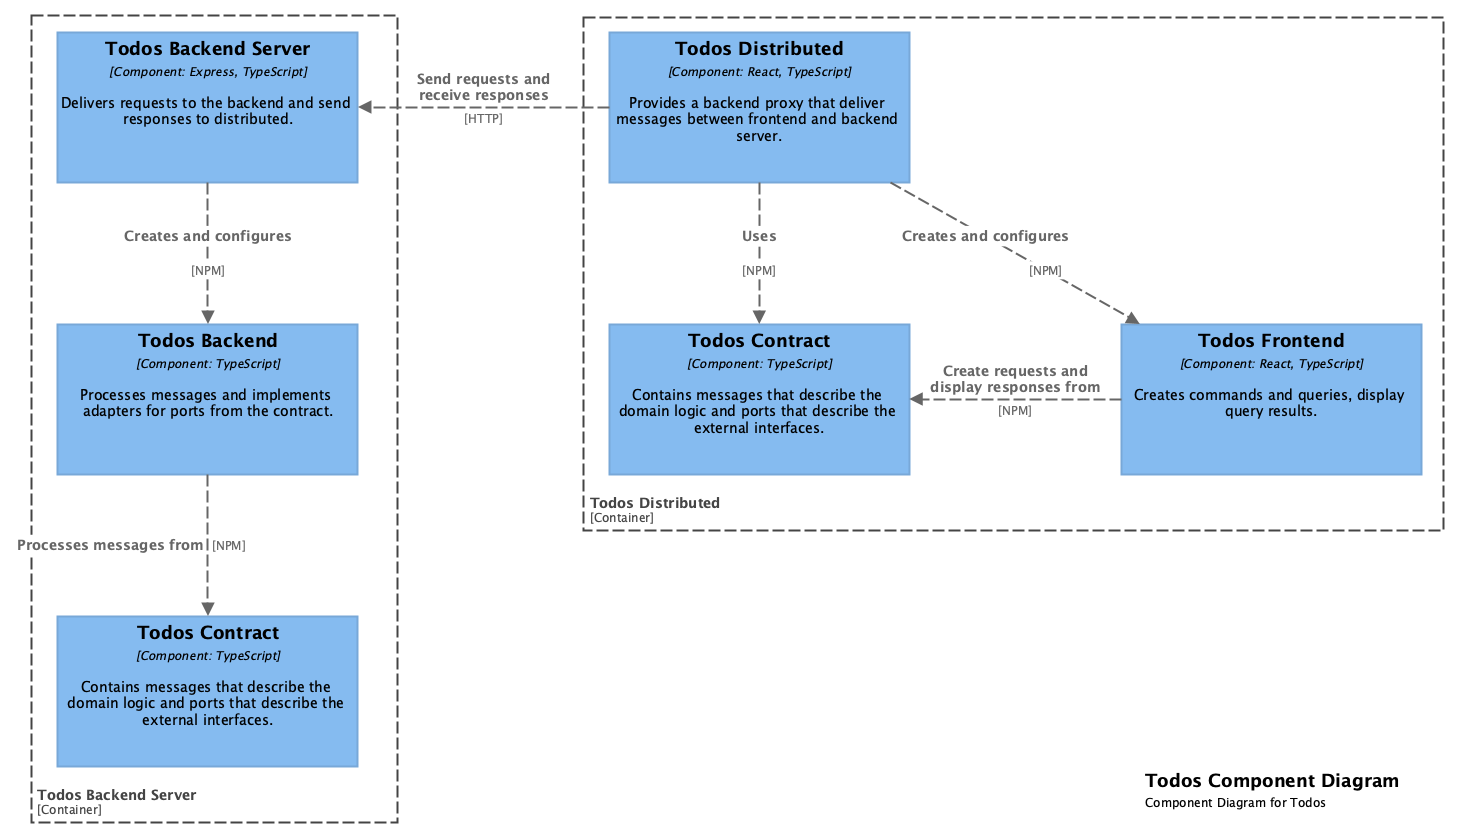 Todos Backend Server
[Component: Express, TypeScript]
Delivers requests to the backend and send
responses to distributed.
Send requests and
receive responses
[HTTP]
Todos Distributed
[Component: React, TypeScript]
Provides a backend proxy that deliver
messages between frontend and backend
server.
Creates and configures
[NPM]
Uses
[NPM]
Creates and configures
[NPM]
Todos Backend
[Component: TypeScript]
Processes messages and implements
adapters for ports from the contract.
Todos Contract
[Component: TypeScript]
Contains messages that describe the
domain logic and ports that describe the
external interfaces.
Create requests and
display responses from
[NPM]
Todos Frontend
[Component: React, TypeScript]
Creates commands and queries, display
query results.
Todos Distributed
[Container]
Processes messages from
[NPM]
Todos Contract
[Component: TypeScript]
Contains messages that describe the
domain logic and ports that describe the
external interfaces.
Todos Backend Server
[Container]
Todos Component Diagram
Component Diagram for Todos